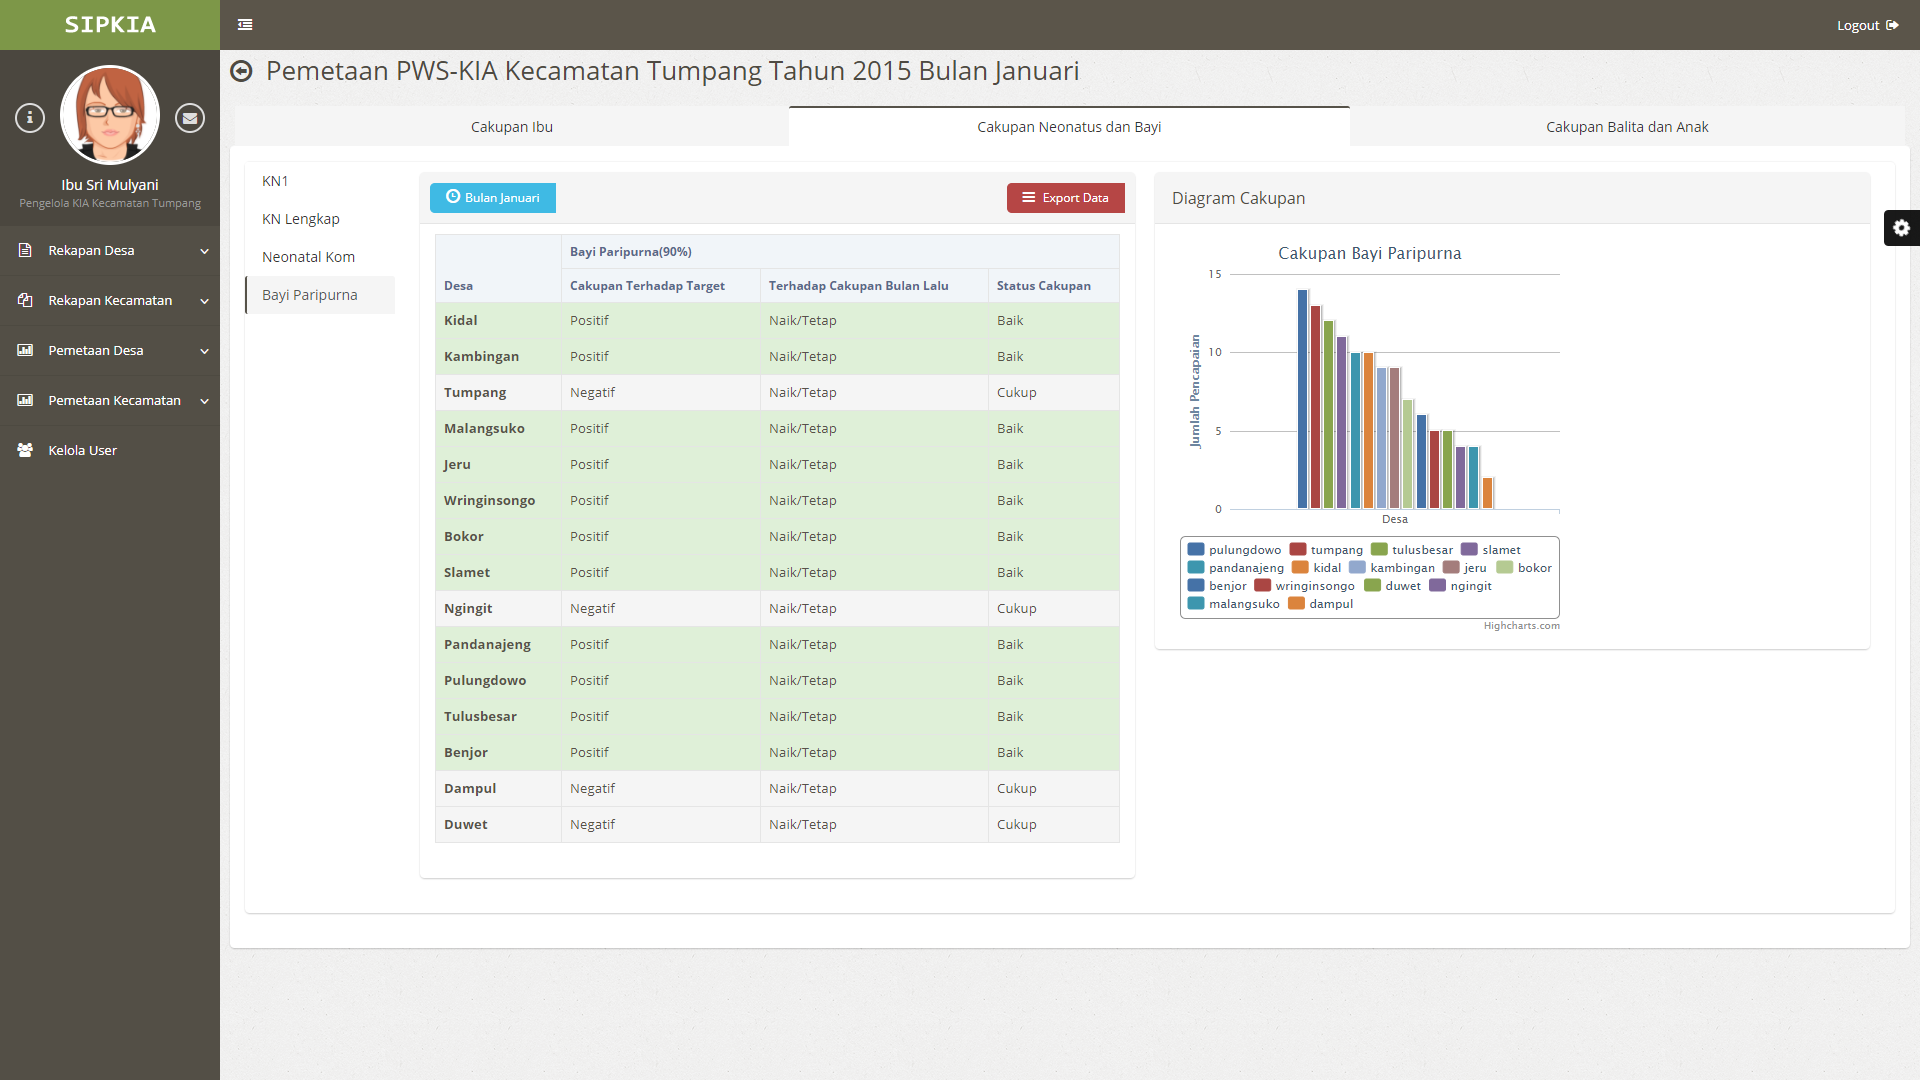 SIPKIA
Logout
Ibu Sri Mulyani
Pengelola KIA Kecamatan Tumpang
Rekapan Desa
Rekapan Kecamatan
Pemetaan Desa
Pemetaan Kecamatan
Kelola User
Pemetaan PWS-KIA Kecamatan Tumpang Tahun 2015 Bulan Januari
Cakupan Ibu
Cakupan Neonatus dan Bayi
Cakupan Balita dan Anak
KN1
KN Lengkap
Neonatal Kom
Bayi Paripurna
Bulan Januari
Export Data
Desa Bayi Paripurna(90%)
Cakupan Terhadap Target Terhadap Cakupan Bulan Lalu Status Cakupan
Kidal Positif Naik/Tetap Baik
Kambingan Positif Naik/Tetap Baik
Tumpang Negatif Naik/Tetap Cukup
Malangsuko Positif Naik/Tetap Baik
Jeru Positif Naik/Tetap Baik
Wringinsongo Positif Naik/Tetap Baik
Bokor Positif Naik/Tetap Baik
Slamet Positif Naik/Tetap Baik
Ngingit Negatif Naik/Tetap Cukup
Pandanajeng Positif Naik/Tetap Baik
Pulungdowo Positif Naik/Tetap Baik
Tulusbesar Positif Naik/Tetap Baik
Benjor Positif Naik/Tetap Baik
Dampul Negatif Naik/Tetap Cukup
Duwet Negatif Naik/Tetap Cukup
Diagram Cakupan
Cakupan Bayi Paripurna
Jumlah Pencapaian
15
10
5
0
Desa
pulungdowo tumpang tulusbesar slamet
pandanajeng kidal kambingan jeru bokor
benjor wringinsongo duwet ngingit
malangsuko dampul
Highcharts.com